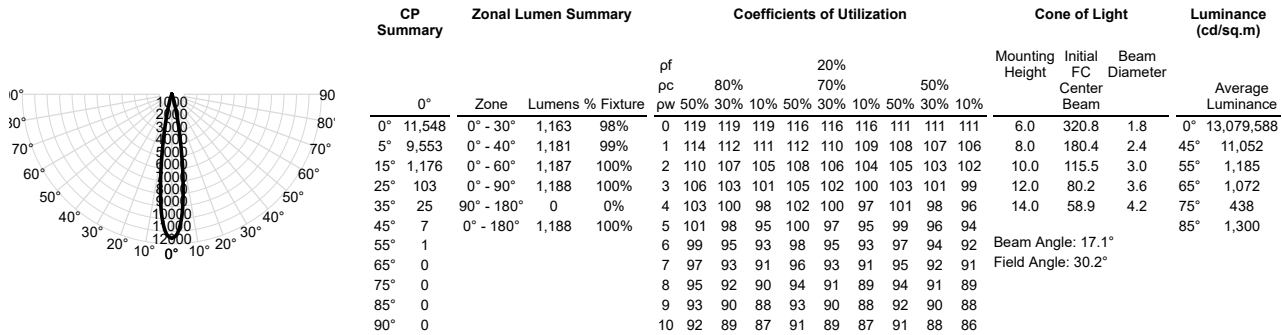 CP Summary
0°
0° 11,548
5° 9,553
15° 1,176
25° 103
35° 25
45° 7
55° 1
65° 0
75° 0
85° 0
90° 0
Zonal Lumen Summary
Zone Lumens % Fixture
0° - 30° 1,163 98%
0° - 40° 1,181 99%
0° - 60° 1,187 100%
0° - 90° 1,188 100%
90° - 180° 0 0%
0° - 180° 1,188 100%
Coefficients of Utilization
ρf 20%
ρc 80% 70% 50%
ρw 50% 30% 10% 50% 30% 10% 50% 30% 10%
0 119 119 119 116 116 116 111 111 111
1 114 112 111 112 110 109 108 107 106
2 110 107 105 108 106 104 105 103 102
3 106 103 101 105 102 100 103 101 99
4 103 100 98 102 100 97 101 98 96
5 101 98 95 100 97 95 99 96 94
6 99 95 93 98 95 93 97 94 92
7 97 93 91 96 93 91 95 92 91
8 95 92 90 94 91 89 94 91 89
9 93 90 88 93 90 88 92 90 88
10 92 89 87 91 89 87 91 88 86
Cone of Light
Mounting Height Initial FC Center Beam Beam Diameter
6.0 320.8 1.8
8.0 180.4 2.4
10.0 115.5 3.0
12.0 80.2 3.6
14.0 58.9 4.2
Beam Angle: 17.1°
Field Angle: 30.2°
Luminance
(cd/sq.m)
Average Luminance
0° 13,079,588
45° 11,052
55° 1,185
65° 1,072
75° 438
85° 1,300
1000
2000
3000
4000
5000
6000
7000
8000
9000
10000
11000
12000
90
80°
70°
60°
50°
40°
30°
20°
10°
0°
10°
20°
30°
40°
50°
60°
70°